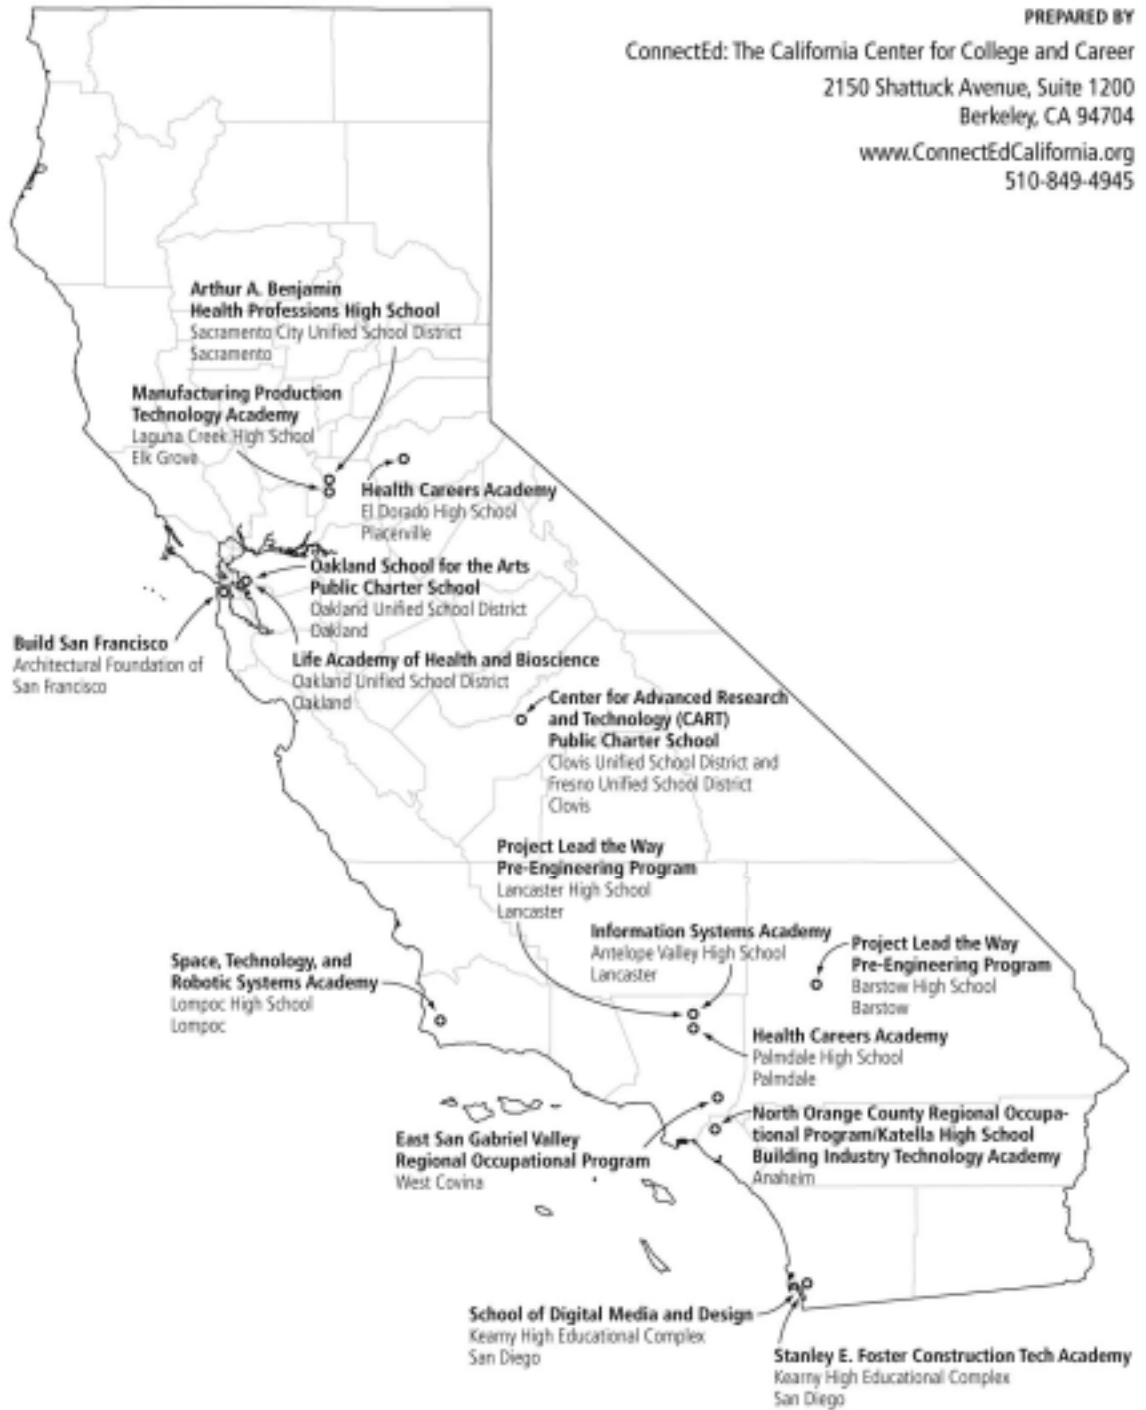 PREPARED BY
ConnectEd: The California Center for College and Career
2150 Shattuck Avenue, Suite 1200
Berkeley, CA 94704
www.ConnectEdCalifornia.org
510-849-4945
Arthur A. Benjamin
Health Professions High School
Sacramento City Unified School District
Sacramento
Manufacturing Production
Technology Academy
Laguna Creek High School
Elk Grove
Health Careers Academy
El Dorado High School
Placerville
Oakland School for the Arts
Public Charter School
Oakland Unified School District
Oakland
Build San Francisco
Architectural Foundation of
San Francisco
Life Academy of Health and Bioscience
Oakland Unified School District
Oakland
Center for Advanced Research
and Technology (CART)
Public Charter School
Clovis Unified School District and
Fresno Unified School District
Clovis
Project Lead the Way
Pre-Engineering Program
Lancaster High School
Lancaster
Information Systems Academy
Antelope Valley High School
Lancaster
Project Lead the Way
Pre-Engineering Program
Barstow High School
Barstow
Space, Technology, and
Robotic Systems Academy
Lompoc High School
Lompoc
Health Careers Academy
Palmdale High School
Palmdale
North Orange County Regional Occupa-
tional Program/Katella High School
Building Industry Technology Academy
Anaheim
East San Gabriel Valley
Regional Occupational Program
West Covina
School of Digital Media and Design
Kearny High Educational Complex
San Diego
Stanley E. Foster Construction Tech Academy
Kearny High Educational Complex
San Diego